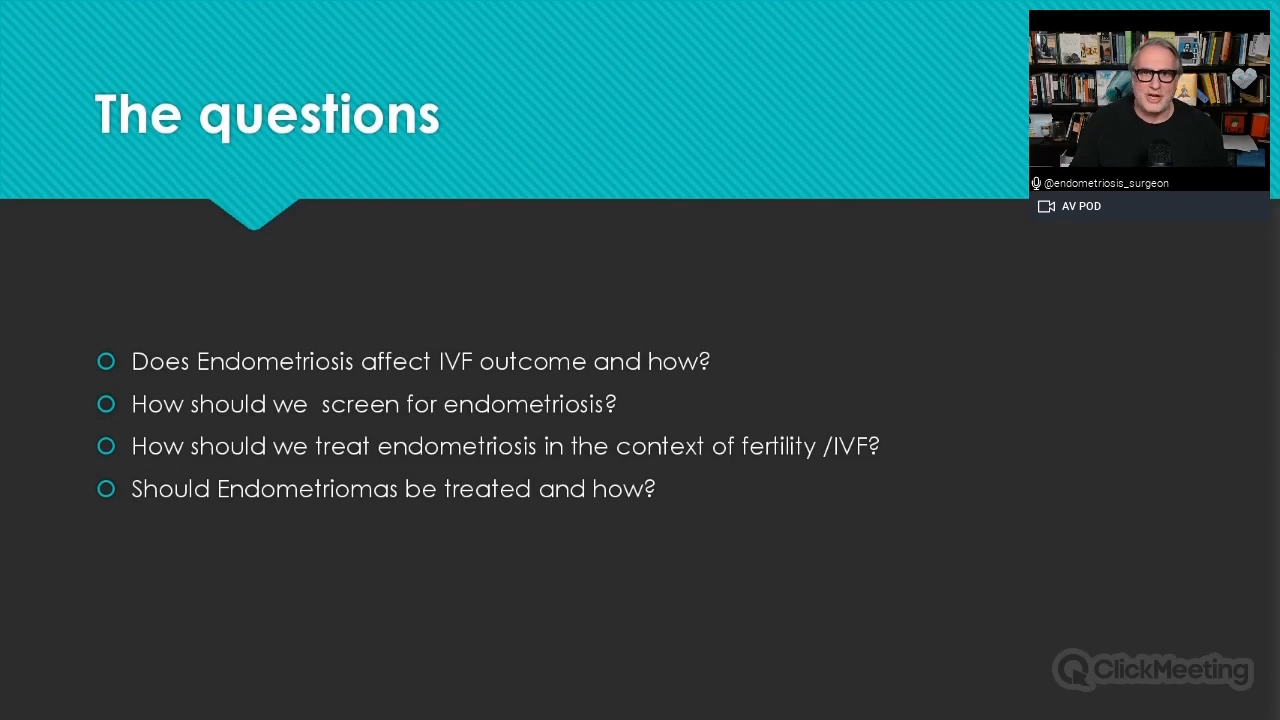 The questions
@endometriosis_surgeon
AV POD
Does Endometriosis affect IVF outcome and how?
How should we  screen for endometriosis?
How should we treat endometriosis in the context of fertility /IVF?
Should Endometriomas be treated and how?
ClickMeeting